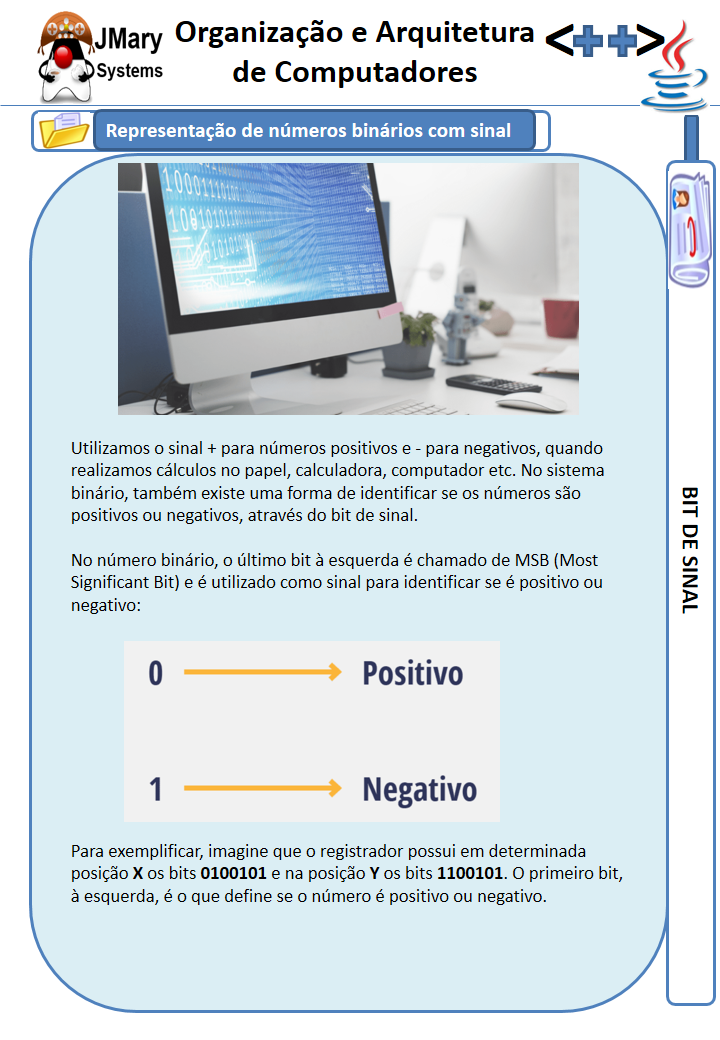 JMary
Systems
Organização e Arquitetura
de Computadores
<++>
Representação de números binários com sinal
Utilizamos o sinal + para números positivos e - para negativos, quando
realizamos cálculos no papel, calculadora, computador etc. No sistema
binário, também existe uma forma de identificar se os números são
positivos ou negativos, através do bit de sinal.
No número binário, o último bit à esquerda é chamado de MSB (Most
Significant Bit) e é utilizado como sinal para identificar se é positivo ou
negativo:
0 Positivo
1 Negativo
Para exemplificar, imagine que o registrador possui em determinada
posição X os bits 0100101 e na posição Y os bits 1100101. O primeiro bit,
à esquerda, é o que define se o número é positivo ou negativo.
BIT DE SINAL